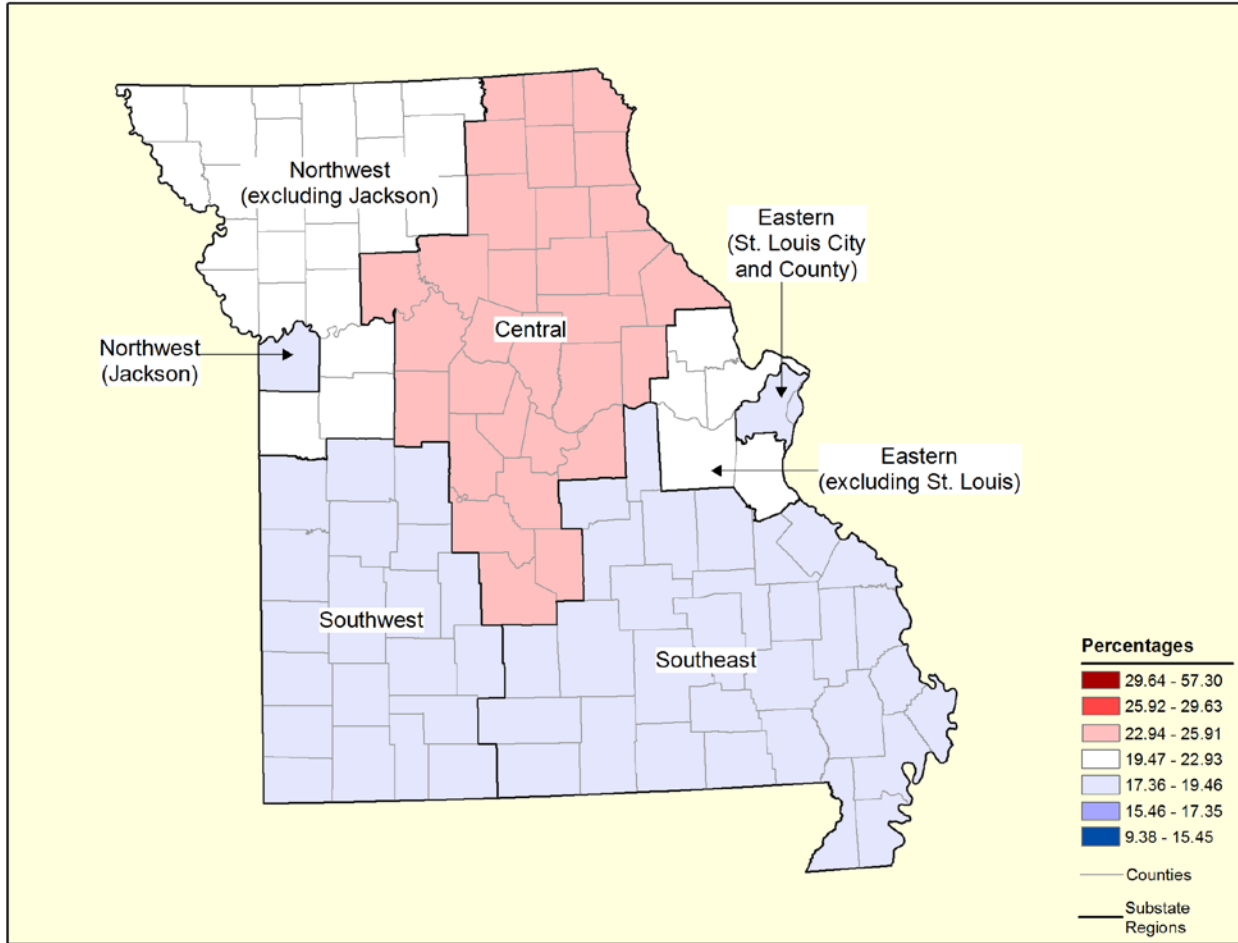 Northwest
(excluding Jackson)
Eastern
(St. Louis City
and County)
Central
Northwest
(Jackson)
Eastern
(excluding St. Louis)
Southwest
Southeast
Percentages
29.64 - 57.30
25.92 - 29.63
22.94 - 25.91
19.47 - 22.93
17.36 - 19.46
15.46 - 17.35
9.38 - 15.45
Counties
Substate
Regions